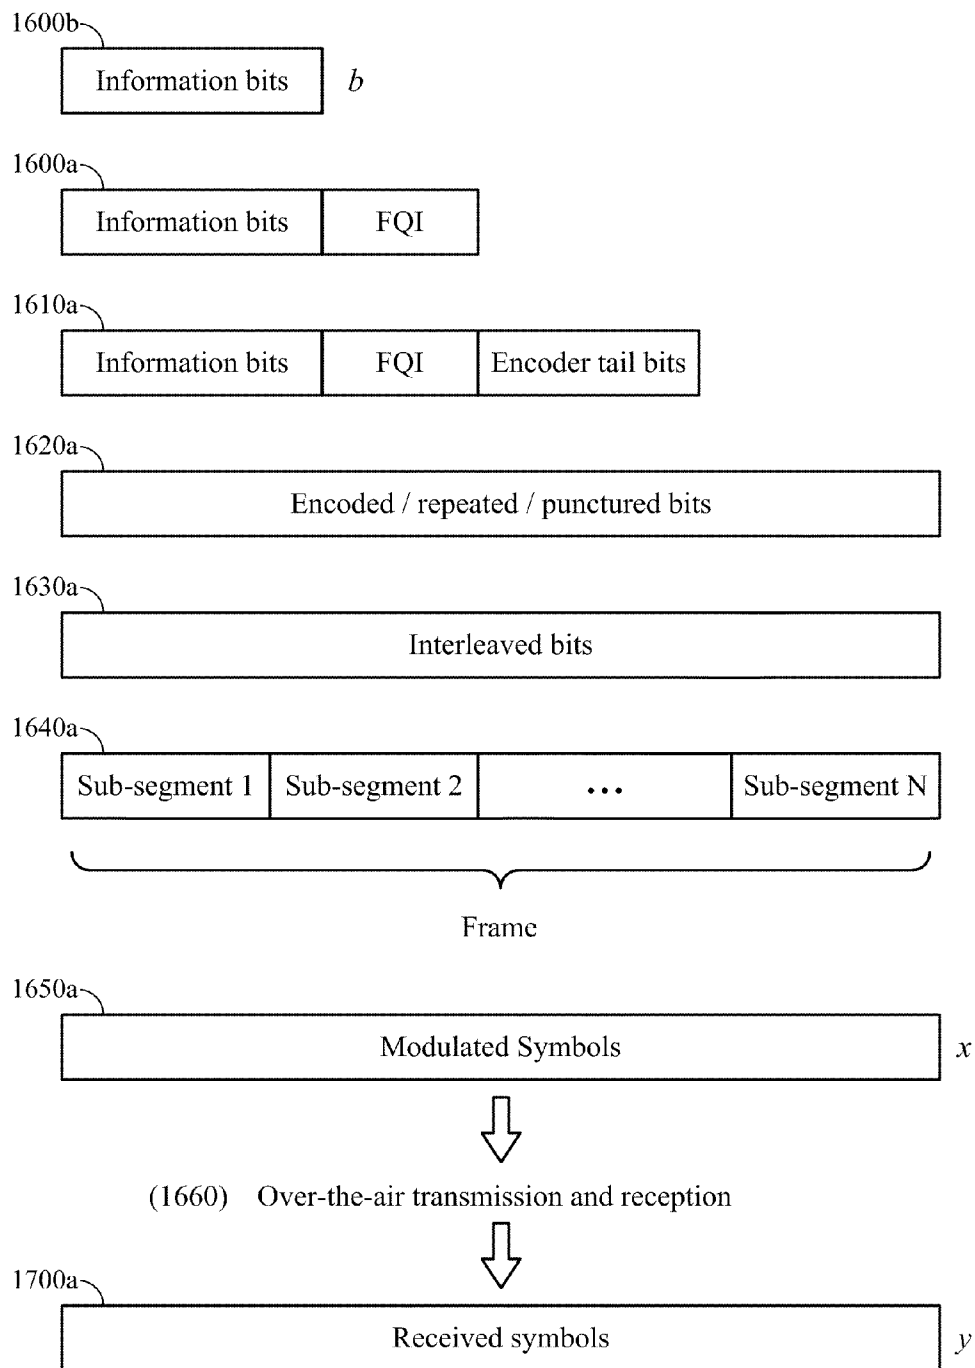 1600b
Information bits b
1600a
Information bits FQI
1610a
Information bits FQI Encoder tail bits
1620a
Encoded / repeated / punctured bits
1630a
Interleaved bits
1640a
Sub-segment 1 Sub-segment 2 ... Sub-segment N
Frame
1650a
Modulated Symbols x
(1660) Over-the-air transmission and reception
1700a
Received symbols y